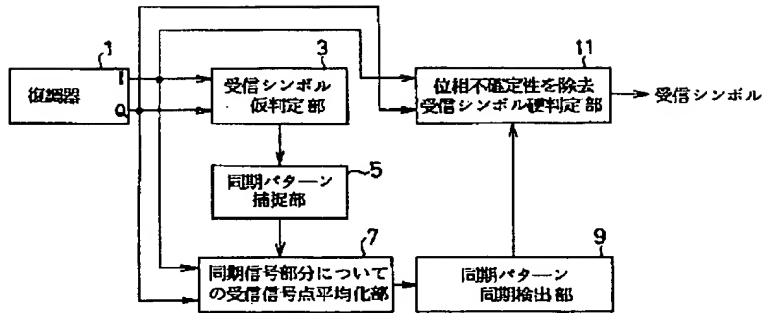 1
復調器
I
Q
3
受信シンボル
仮判定部
5
同期パターン
捕捉部
7
同期信号部分について
の受信信号点平均化部
9
同期パターン
同期検出部
11
位相不確定性を除去
受信シンボル硬判定部
受信シンボル